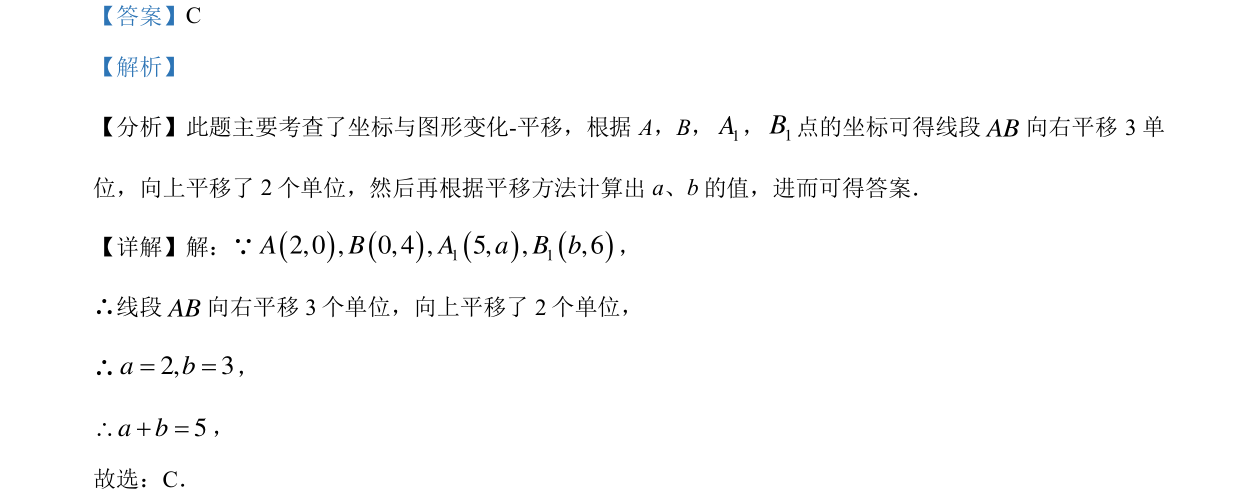 【答案】C
【解析】
【分析】此题主要考查了坐标与图形变化-平移，根据 A，B，A₁，B₁点的坐标可得线段 AB 向右平移 3 单
位，向上平移了 2 个单位，然后再根据平移方法计算出 a、b 的值，进而可得答案．
【详解】解：∵ A(2,0),B(0,4),A₁(5,a),B₁(b,6)，
∴线段 AB 向右平移 3 个单位，向上平移了 2 个单位，
∴ a＝2,b＝3，
∴ a+b＝5，
故选：C．